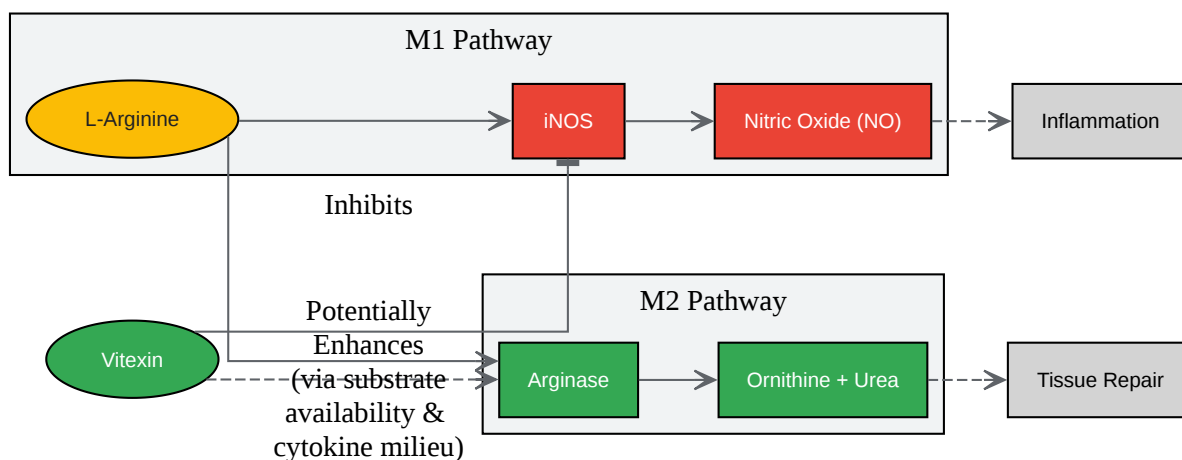 M1 Pathway
L-Arginine
iNOS
Nitric Oxide (NO)
Inflammation
Inhibits
M2 Pathway
Potentially
Enhances
(via substrate
availability &
cytokine milieu)
Vitexin
Arginase
Ornithine + Urea
Tissue Repair